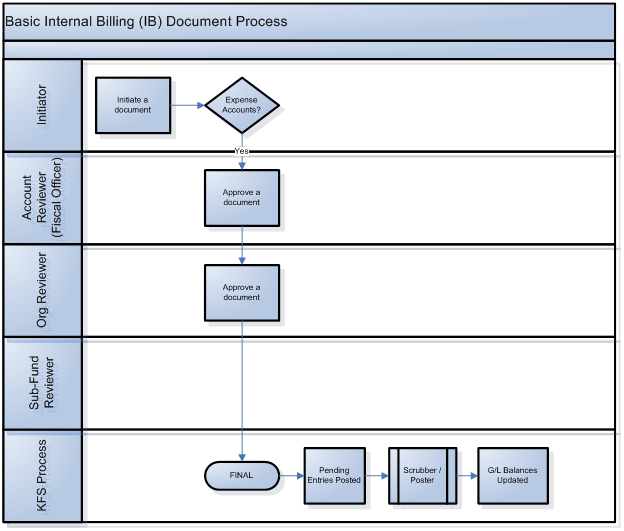 Basic Internal Billing (IB) Document Process
Initiator
Initiate a
document
Expense
Accounts?
Yes
Account
Reviewer
(Fiscal Officer)
Approve a
document
Org Reviewer
Approve a
document
Sub-Fund
Reviewer
KFS Process
FINAL
Pending
Entries Posted
Scrubber /
Poster
G/L Balances
Updated